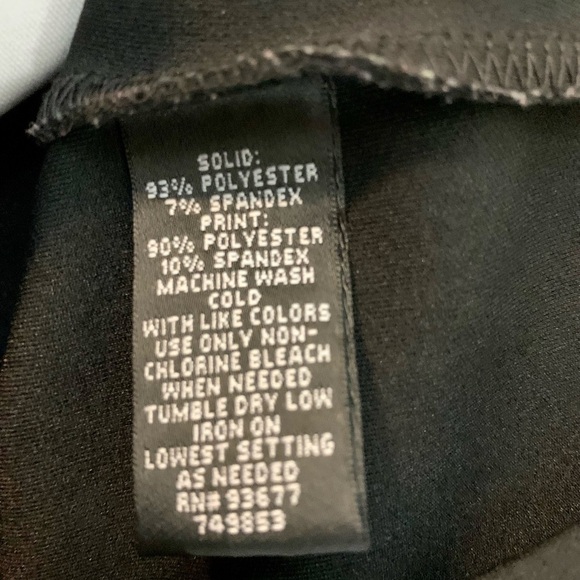 SOLID:
93% POLYESTER
7% SPANDEX
PRINT:
90% POLYESTER
10% SPANDEX
MACHINE WASH
COLD
WITH LIKE COLORS
USE ONLY NON-
CHLORINE BLEACH
WHEN NEEDED
TUMBLE DRY LOW
IRON ON
LOWEST SETTING
AS NEEDED
RN# 93677
749853